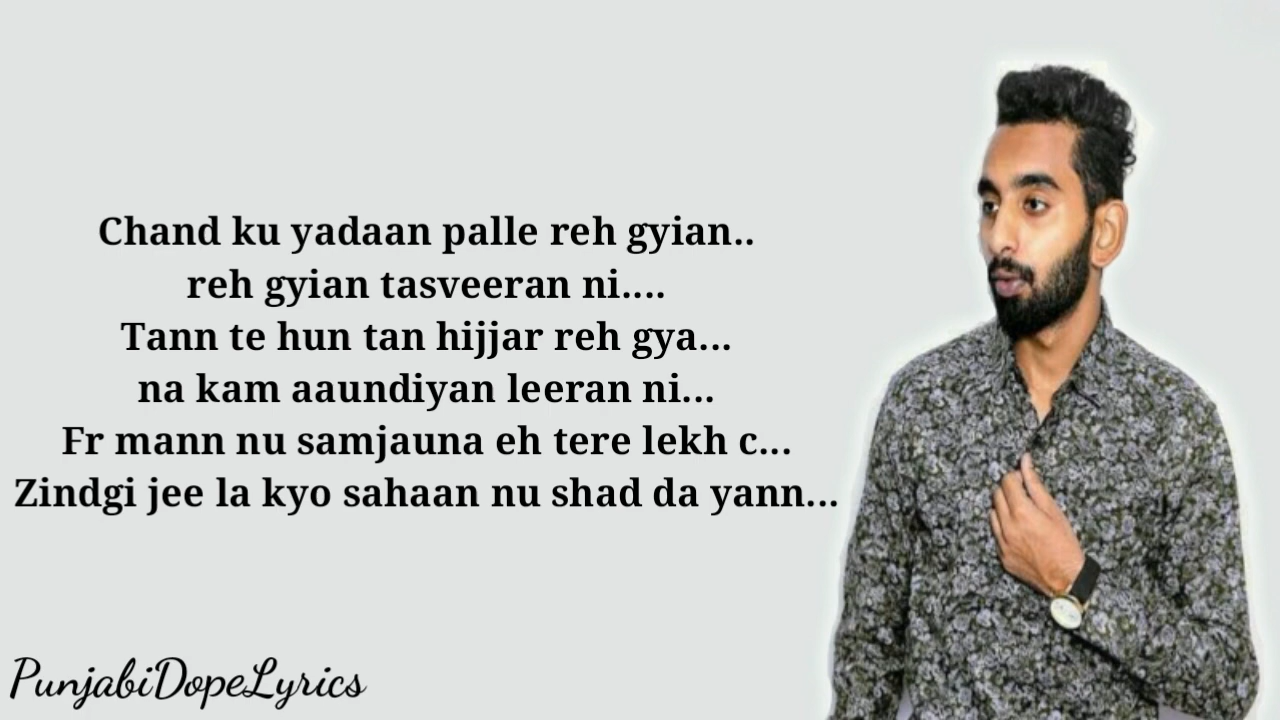 Chand ku yadaan palle reh gyian..
reh gyian tasveeran ni....
Tann te hun tan hijjar reh gya...
na kam aaundiyan leeran ni...
Fr mann nu samjauna eh tere lekh c...
Zindgi jee la kyo sahaan nu shad da yann...
PunjabiDopeLyrics